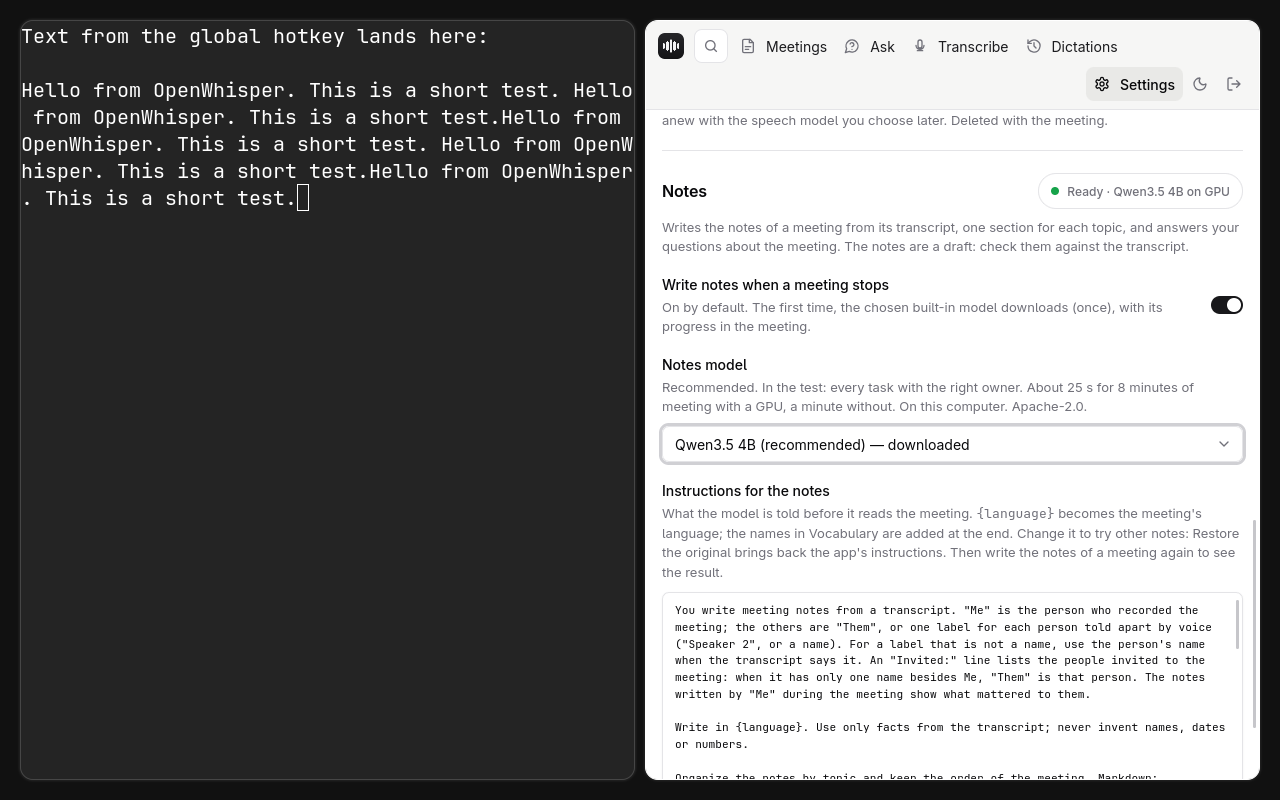 Text from the global hotkey lands here:
Hello from OpenWhisper. This is a short test. Hello
from OpenWhisper. This is a short test.Hello from
OpenWhisper. This is a short test. Hello from OpenW
hisper. This is a short test.Hello from OpenWhisper
. This is a short test.
Meetings Ask Transcribe Dictations
Settings
anew with the speech model you choose later. Deleted with the meeting.
Notes
Ready · Qwen3.5 4B on GPU
Writes the notes of a meeting from its transcript, one section for each topic, and answers your
questions about the meeting. The notes are a draft: check them against the transcript.
Write notes when a meeting stops
On by default. The first time, the chosen built-in model downloads (once), with its
progress in the meeting.
Notes model
Recommended. In the test: every task with the right owner. About 25 s for 8 minutes of
meeting with a GPU, a minute without. On this computer. Apache-2.0.
Qwen3.5 4B (recommended) — downloaded
Instructions for the notes
What the model is told before it reads the meeting. {language} becomes the meeting's
language; the names in Vocabulary are added at the end. Change it to try other notes: Restore
the original brings back the app's instructions. Then write the notes of a meeting again to see
the result.
You write meeting notes from a transcript. "Me" is the person who recorded the
meeting; the others are "Them", or one label for each person told apart by voice
("Speaker 2", or a name). For a label that is not a name, use the person's name
when the transcript says it. An "Invited:" line lists the people invited to the
meeting: when it has only one name besides Me, "Them" is that person. The notes
written by "Me" during the meeting show what mattered to them.
Write in {language}. Use only facts from the transcript; never invent names, dates
or numbers.
Organize the notes by topic and keep the order of the meeting. Markdown: